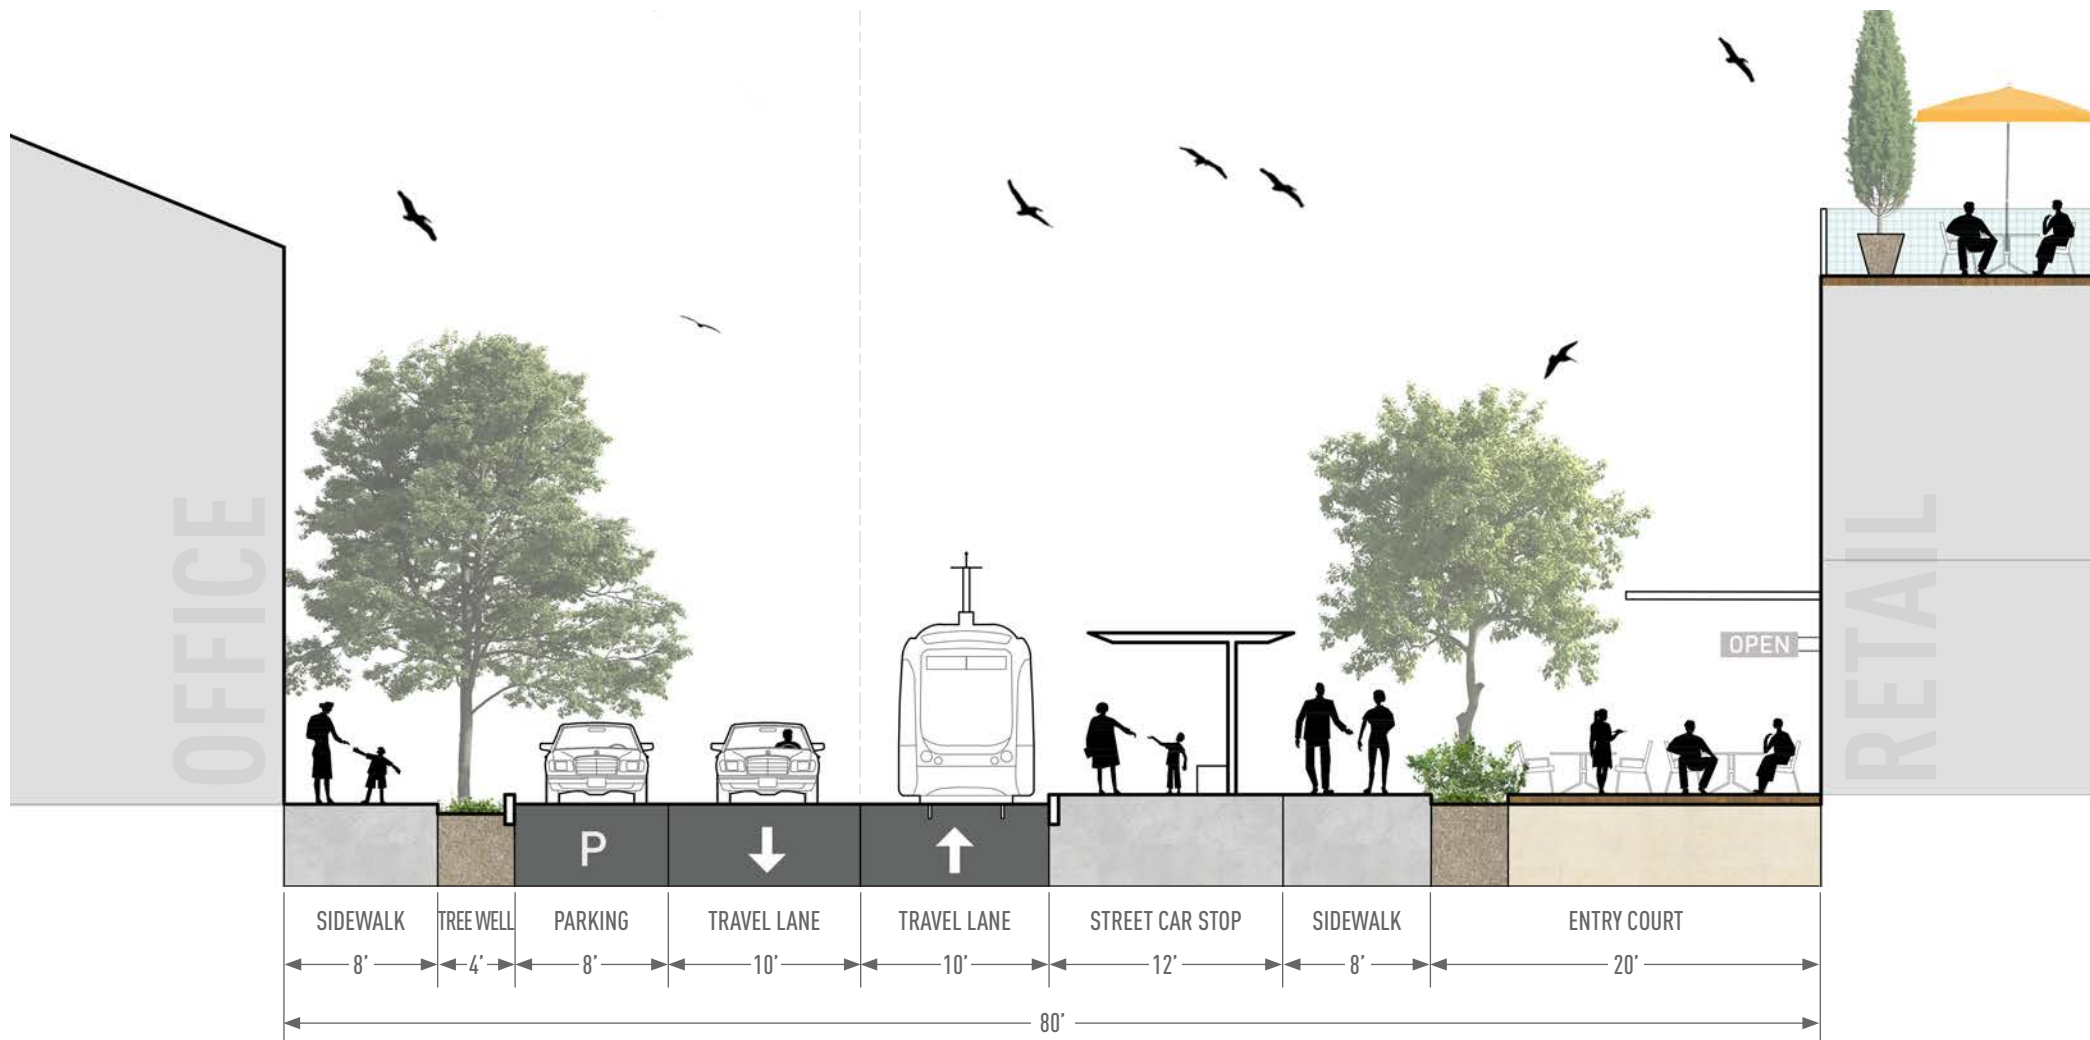 OFFICE
RETAIL
OPEN
P
SIDEWALK TREE WELL PARKING TRAVEL LANE TRAVEL LANE STREET CAR STOP SIDEWALK ENTRY COURT
8' 4' 8' 10' 10' 12' 8' 20'
80'